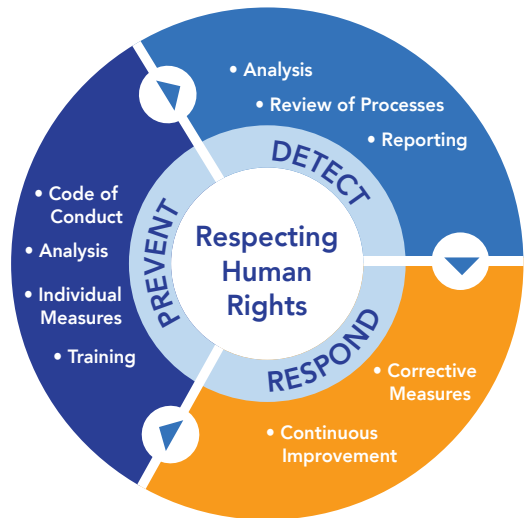 • Analysis
• Review of Processes
• Reporting
DETECT
• Code of
Conduct
• Analysis
• Individual
Measures
• Training
PREVENT
Respecting
Human
Rights
RESPOND
• Corrective
Measures
• Continuous
Improvement